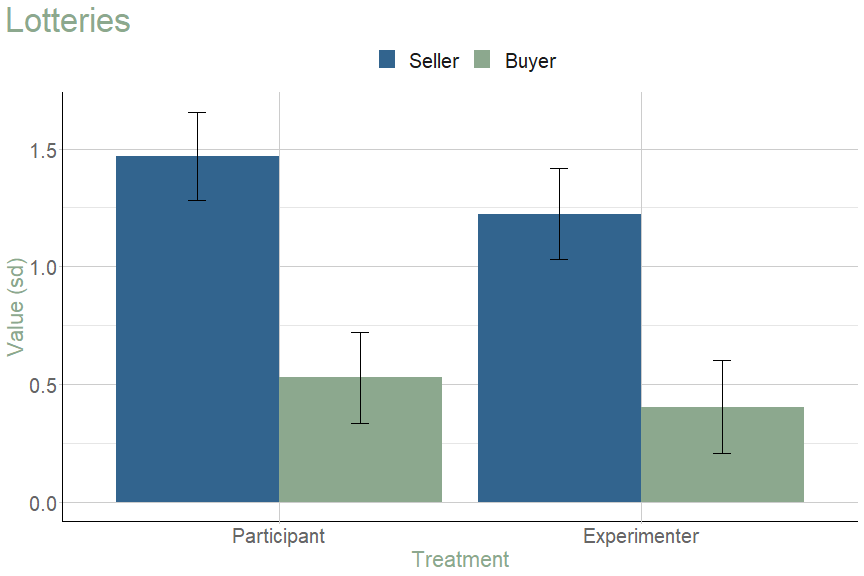 Lotteries
Seller Buyer
Value (sd)
1.5
1.0
0.5
0.0
Participant Experimenter
Treatment